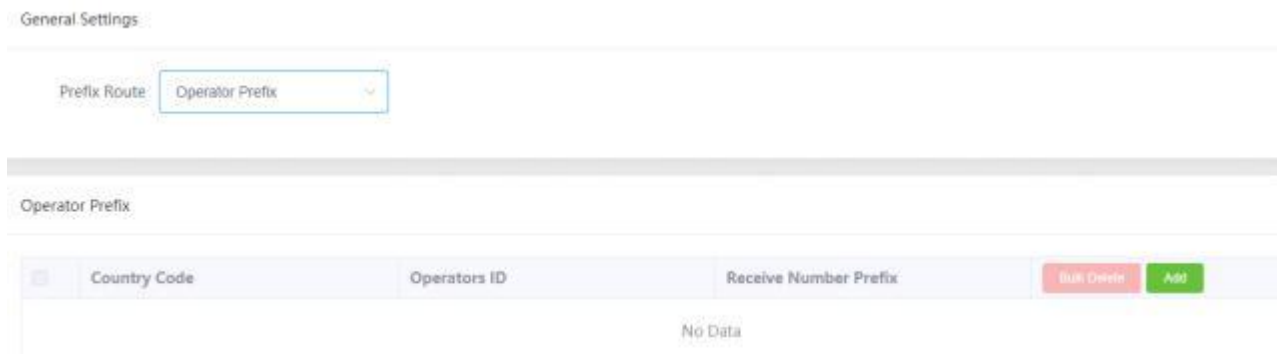 General Settings
Prefix Route Operator Prefix
Operator Prefix
Country Code Operators ID Receive Number Prefix Bulk Delete Add
No Data